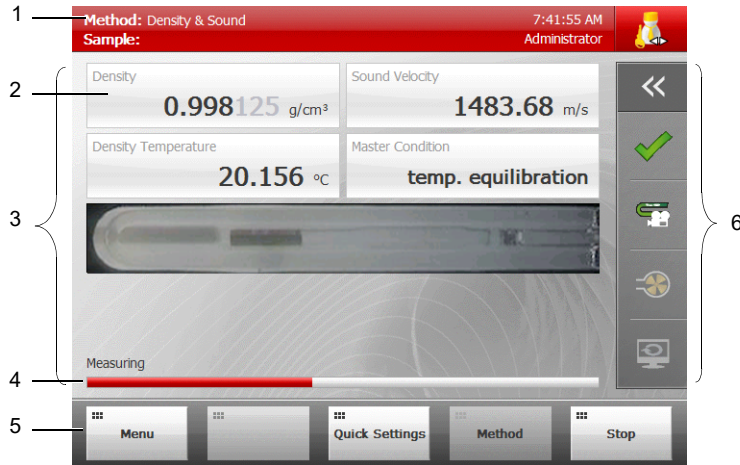 1
Method: Density & Sound
7:41:55 AM
Sample:
Administrator
2
Density
0.998125 g/cm³
Sound Velocity
1483.68 m/s
Density Temperature
20.156 °C
Master Condition
temp. equilibration
3
6
Measuring
4
5
Menu
Quick Settings
Method
Stop